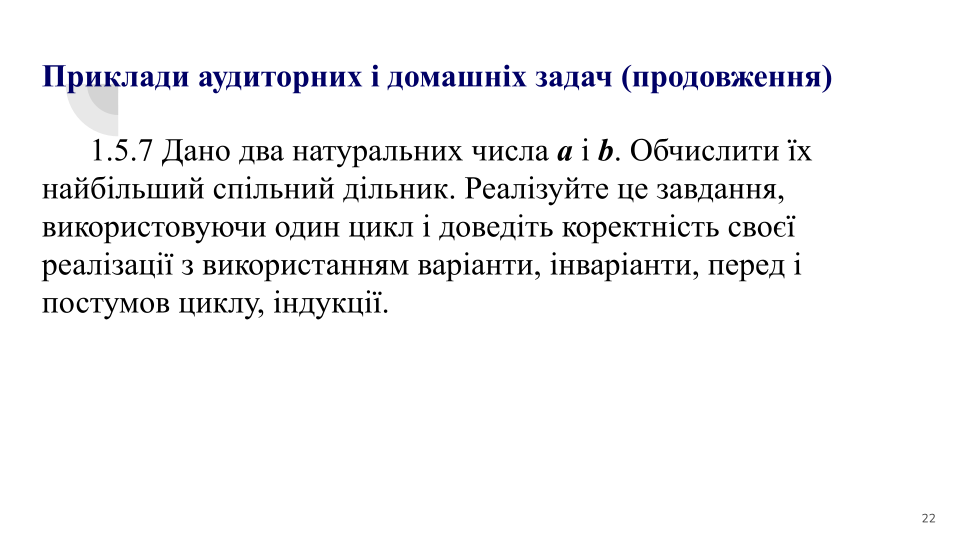 Приклади аудиторних і домашніх задач (продовження)
1.5.7 Дано два натуральних числа a і b. Обчислити їх
найбільший спільний дільник. Реалізуйте це завдання,
використовуючи один цикл і доведіть коректність своєї
реалізації з використанням варіанти, інваріанти, перед і
постумов циклу, індукції.
22